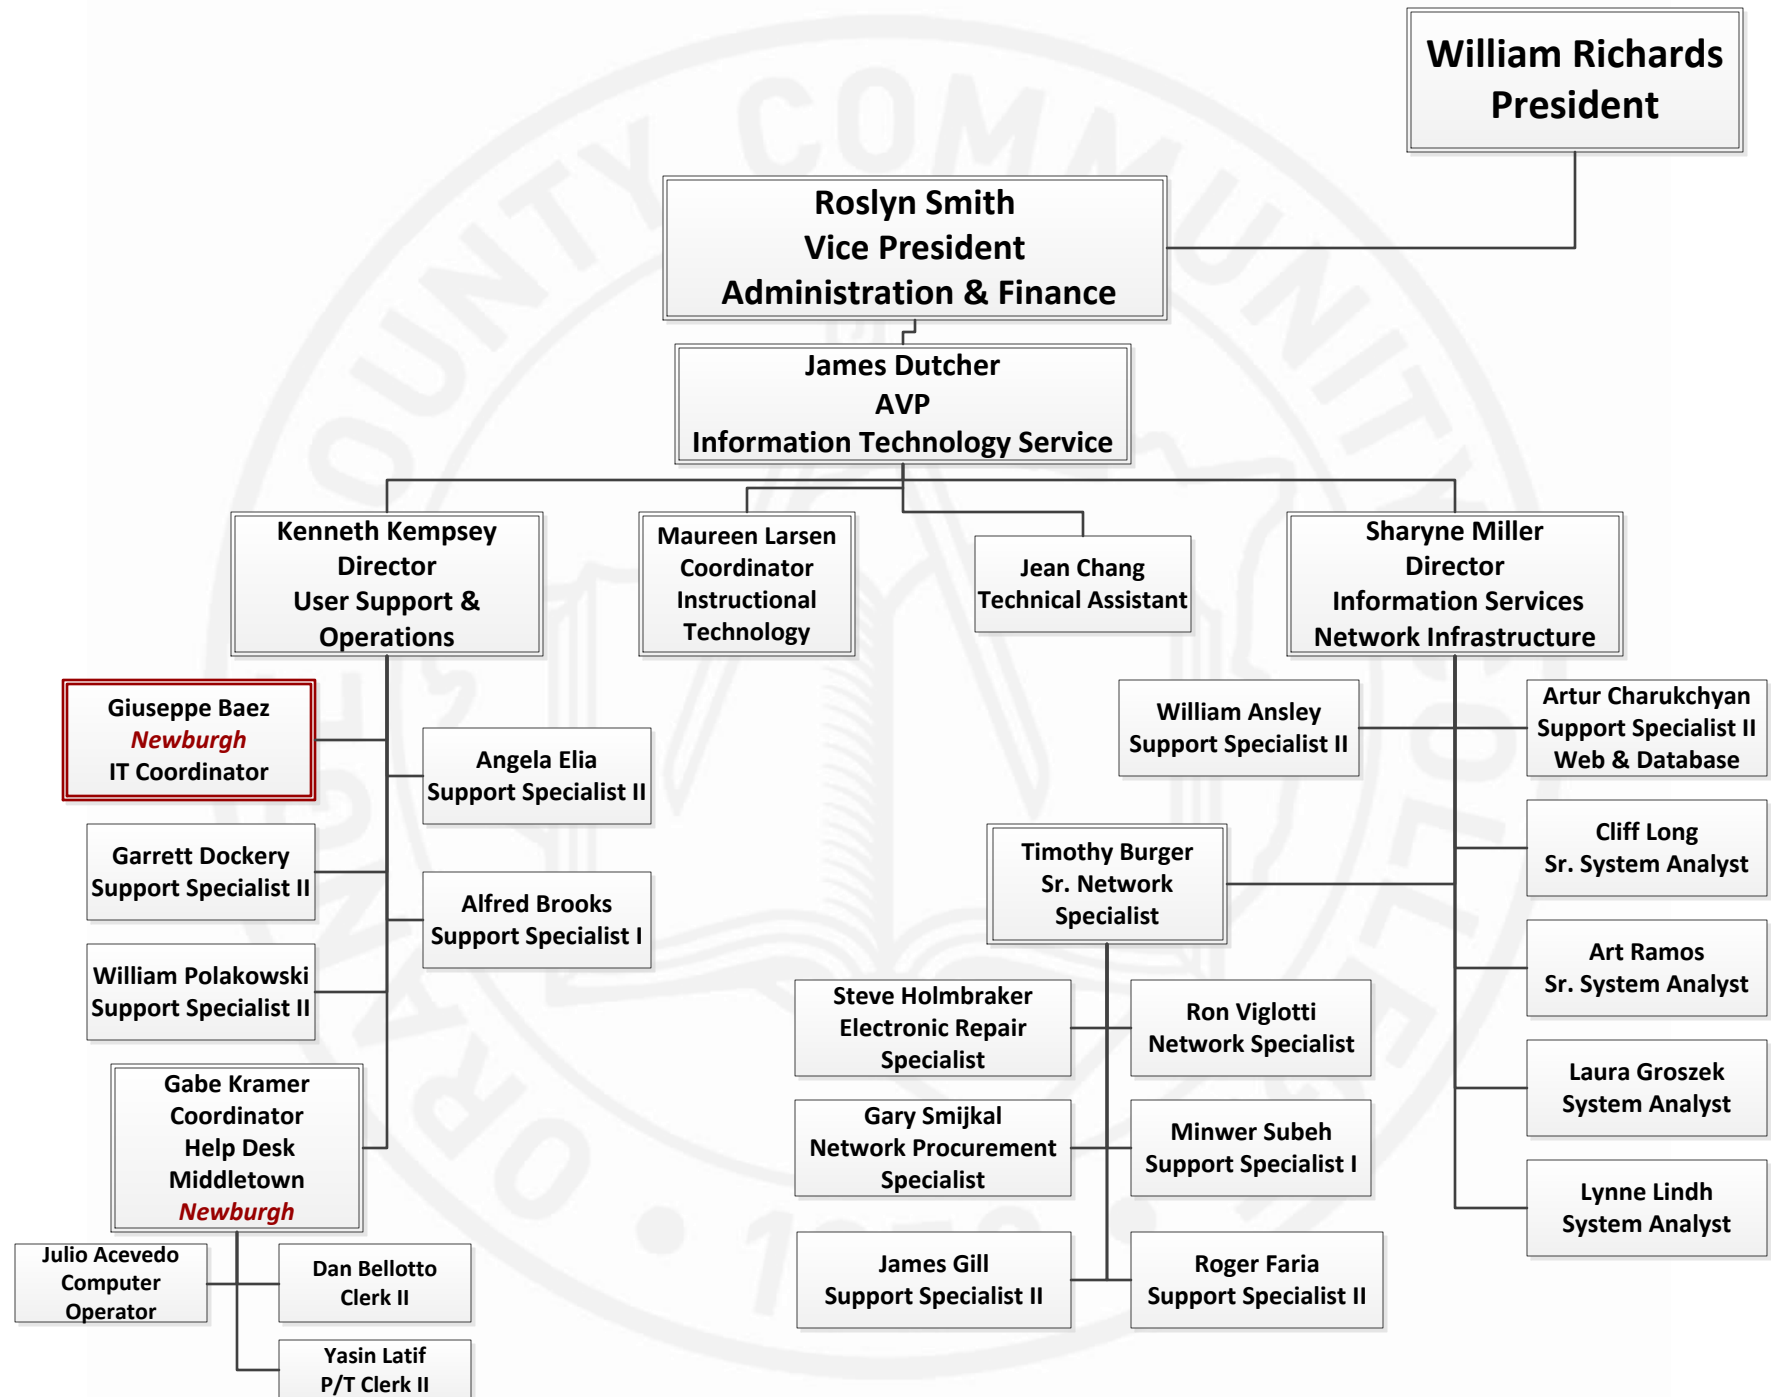 William Richards
President
Roslyn Smith
Vice President
Administration & Finance
James Dutcher
AVP
Information Technology Service
Kenneth Kempsey
Director
User Support &
Operations
Maureen Larsen
Coordinator
Instructional
Technology
Jean Chang
Technical Assistant
Sharyne Miller
Director
Information Services
Network Infrastructure
Giuseppe Baez
Newburgh
IT Coordinator
Angela Elia
Support Specialist II
Garrett Dockery
Support Specialist II
Alfred Brooks
Support Specialist I
William Polakowski
Support Specialist II
Gabe Kramer
Coordinator
Help Desk
Middletown
Newburgh
Julio Acevedo
Computer
Operator
Dan Bellotto
Clerk II
Yasin Latif
P/T Clerk II
William Ansley
Support Specialist II
Artur Charukchyan
Support Specialist II
Web & Database
Timothy Burger
Sr. Network
Specialist
Cliff Long
Sr. System Analyst
Art Ramos
Sr. System Analyst
Laura Groszek
System Analyst
Lynne Lindh
System Analyst
Steve Holmbraker
Electronic Repair
Specialist
Ron Viglotti
Network Specialist
Gary Smijkal
Network Procurement
Specialist
Minwer Subeh
Support Specialist I
James Gill
Support Specialist II
Roger Faria
Support Specialist II
ORANGE COUNTY COMMUNITY COLLEGE